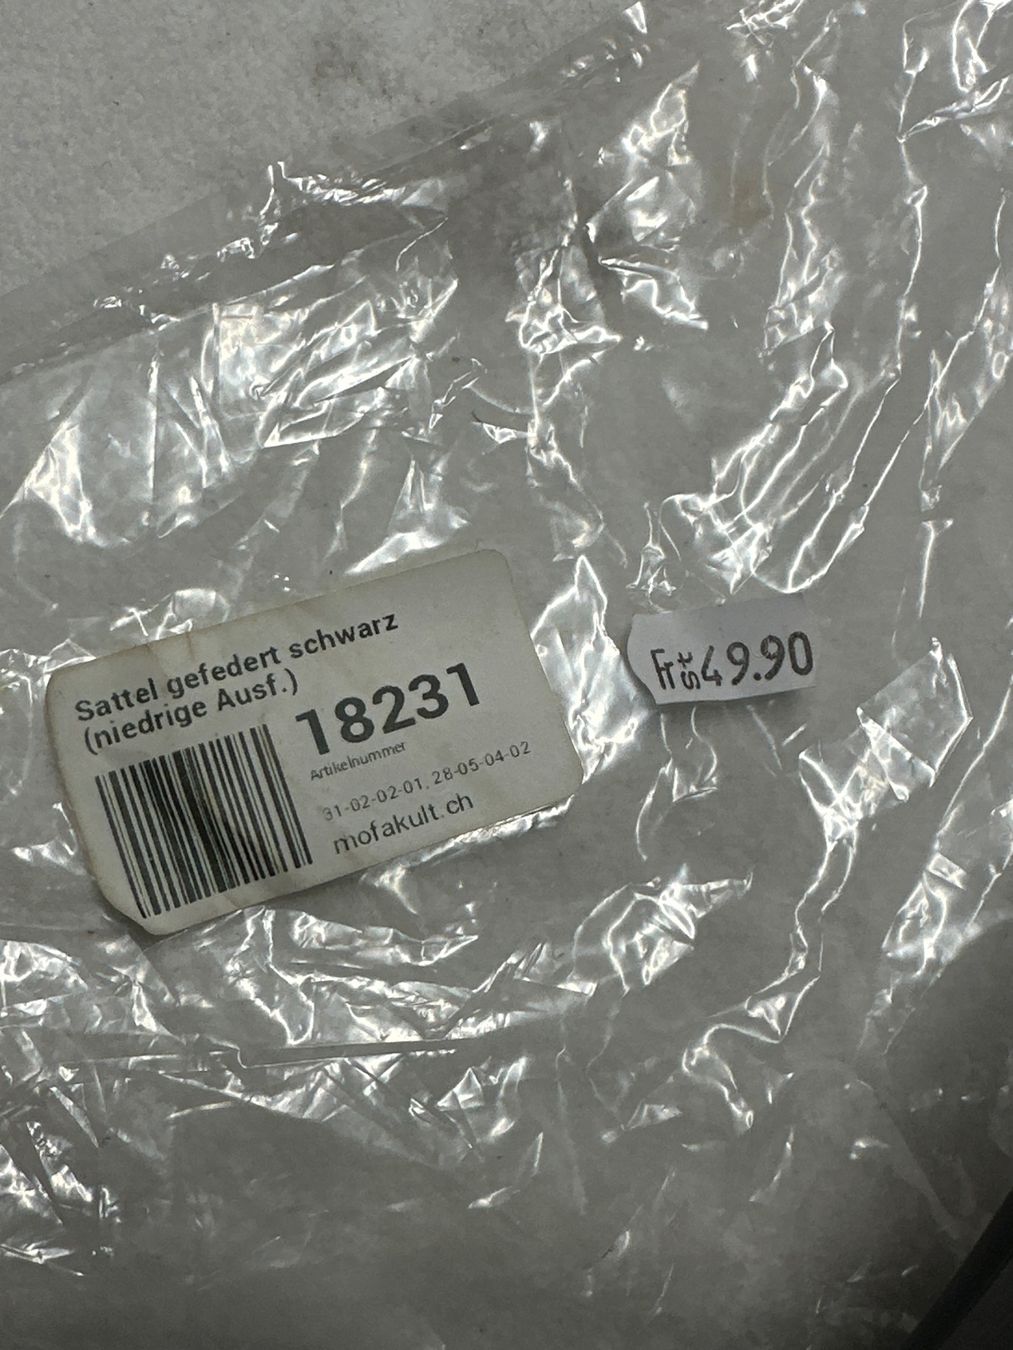 Sattel gefedert schwarz
(niedrige Ausf.)
18231
Artikelnummer
31-02-02-01, 28-05-04-02
mofakult.ch
Fr St 49.90